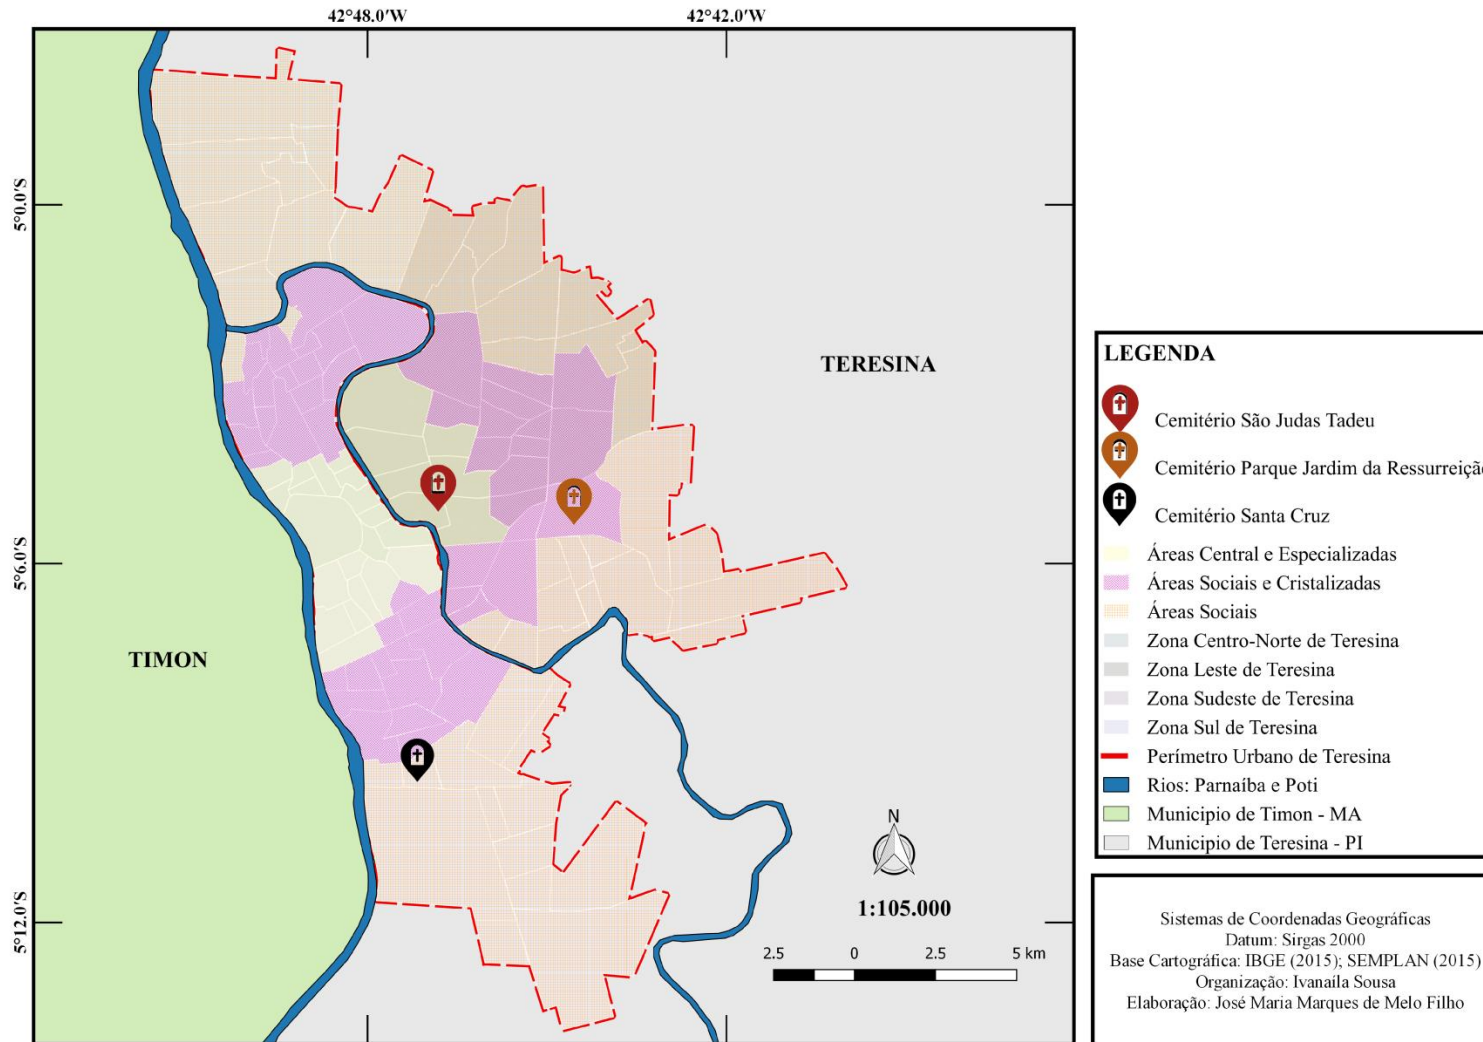 42°48.0'W
42°42.0'W
5°0.0'S
5°6.0'S
5°12.0'S
TERESINA
TIMON
N
1:105.000
2.5 0 2.5 5 km
LEGENDA
Cemitério São Judas Tadeu
Cemitério Parque Jardim da Ressurreiçã
Cemitério Santa Cruz
Áreas Central e Especializadas
Áreas Sociais e Cristalizadas
Áreas Sociais
Zona Centro-Norte de Teresina
Zona Leste de Teresina
Zona Sudeste de Teresina
Zona Sul de Teresina
Perímetro Urbano de Teresina
Rios: Parnaíba e Poti
Municipio de Timon - MA
Municipio de Teresina - PI
Sistemas de Coordenadas Geográficas
Datum: Sirgas 2000
Base Cartográfica: IBGE (2015); SEMPLAN (2015)
Organização: Ivanaíla Sousa
Elaboração: José Maria Marques de Melo Filho